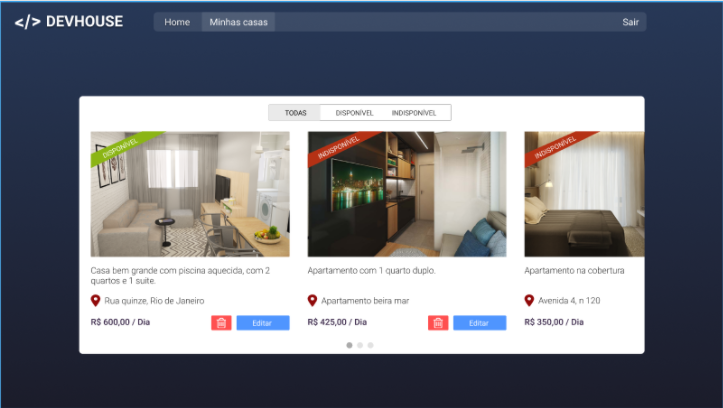 </> DEVHOUSE
Home
Minhas casas
Sair
TODAS
DISPONÍVEL
INDISPONÍVEL
DISPONÍVEL
Casa bem grande com piscina aquecida, com 2
quartos e 1 suite.
Rua quinze, Rio de Janeiro
R$ 600,00 / Dia
Editar
INDISPONÍVEL
Apartamento com 1 quarto duplo.
Apartamento beira mar
R$ 425,00 / Dia
Editar
INDISPONÍVEL
Apartamento na cobertura
Avenida 4, n 120
R$ 350,00 / Dia